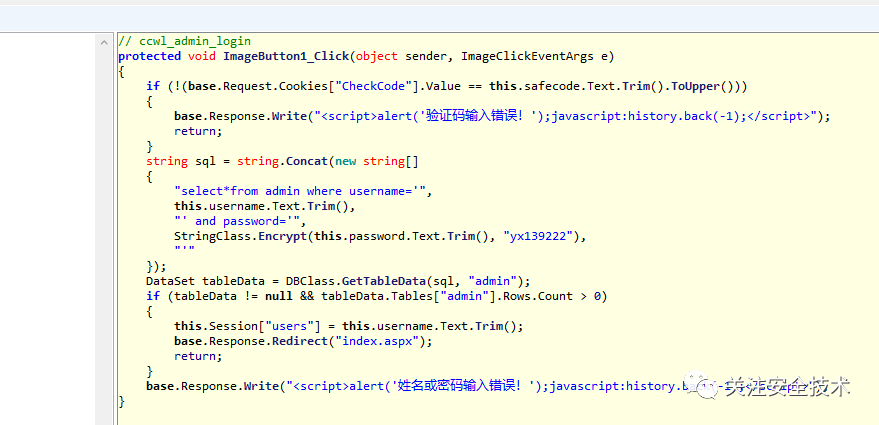 // ccwl_admin_login
protected void ImageButton1_Click(object sender, ImageClickEventArgs e)
{
    if (!(base.Request.Cookies["CheckCode"].Value == this.safecode.Text.Trim().ToUpper()))
    {
        base.Response.Write("<script>alert('验证码输入错误！');javascript:history.back(-1);</script>");
        return;
    }
    string sql = string.Concat(new string[]
    {
        "select*from admin where username='",
        this.username.Text.Trim(),
        "' and password='",
        StringClass.Encrypt(this.password.Text.Trim(), "yx139222"),
        "'"
    });
    DataSet tableData = DBClass.GetTableData(sql, "admin");
    if (tableData != null && tableData.Tables["admin"].Rows.Count > 0)
    {
        this.Session["users"] = this.username.Text.Trim();
        base.Response.Redirect("index.aspx");
        return;
    }
    base.Response.Write("<script>alert('姓名或密码输入错误！');javascript:history.
}
关注安全技术